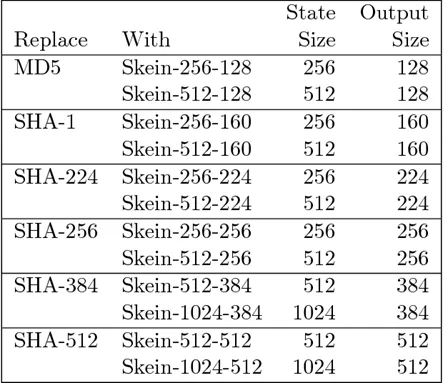 State Output
Replace With Size Size
MD5 Skein-256-128 256 128
Skein-512-128 512 128
SHA-1 Skein-256-160 256 160
Skein-512-160 512 160
SHA-224 Skein-256-224 256 224
Skein-512-224 512 224
SHA-256 Skein-256-256 256 256
Skein-512-256 512 256
SHA-384 Skein-512-384 512 384
Skein-1024-384 1024 384
SHA-512 Skein-512-512 512 512
Skein-1024-512 1024 512